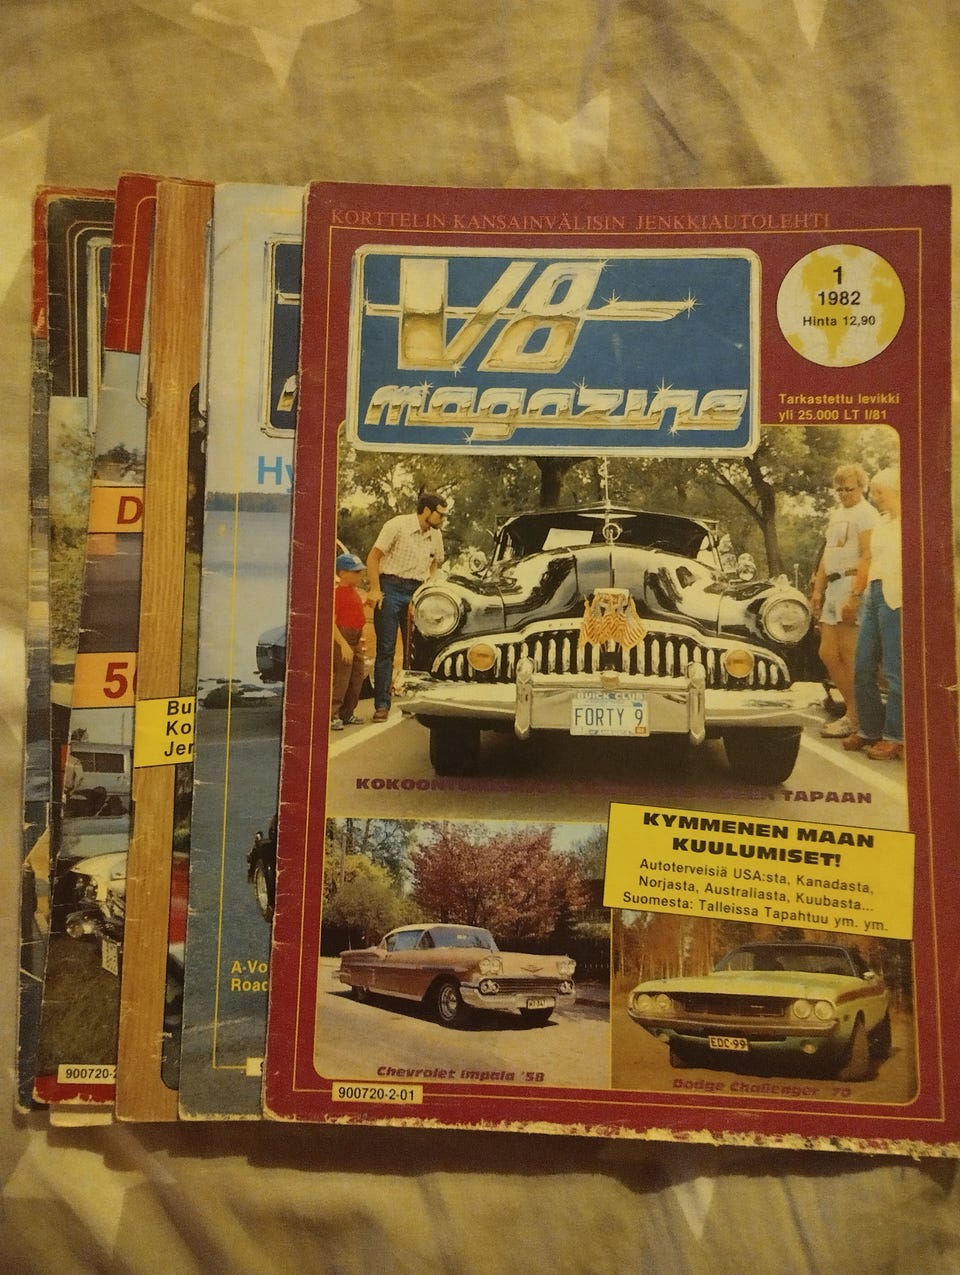 KORTTELIN KANSAINVÄLISIN JENKKIAUTOLEHTI
V8
magazine
1
1982
Hinta 12,90
Tarkastettu levikki
yli 25.000 LT I/81
BUICK CLUB
FORTY 9
TAPAAN
KYMMENEN MAAN
KUULUMISET!
Autoterveisiä USA:sta, Kanadasta,
Norjasta, Australiasta, Kuubasta...
Suomesta: Talleissa Tapahtuu ym. ym.
Chevrolet Impala '58
EDC-99
Dodge Challenger '70
900720-2-01
Hy
A-Vo
Road
Bu
Ko
Jer
D
50
900720-2